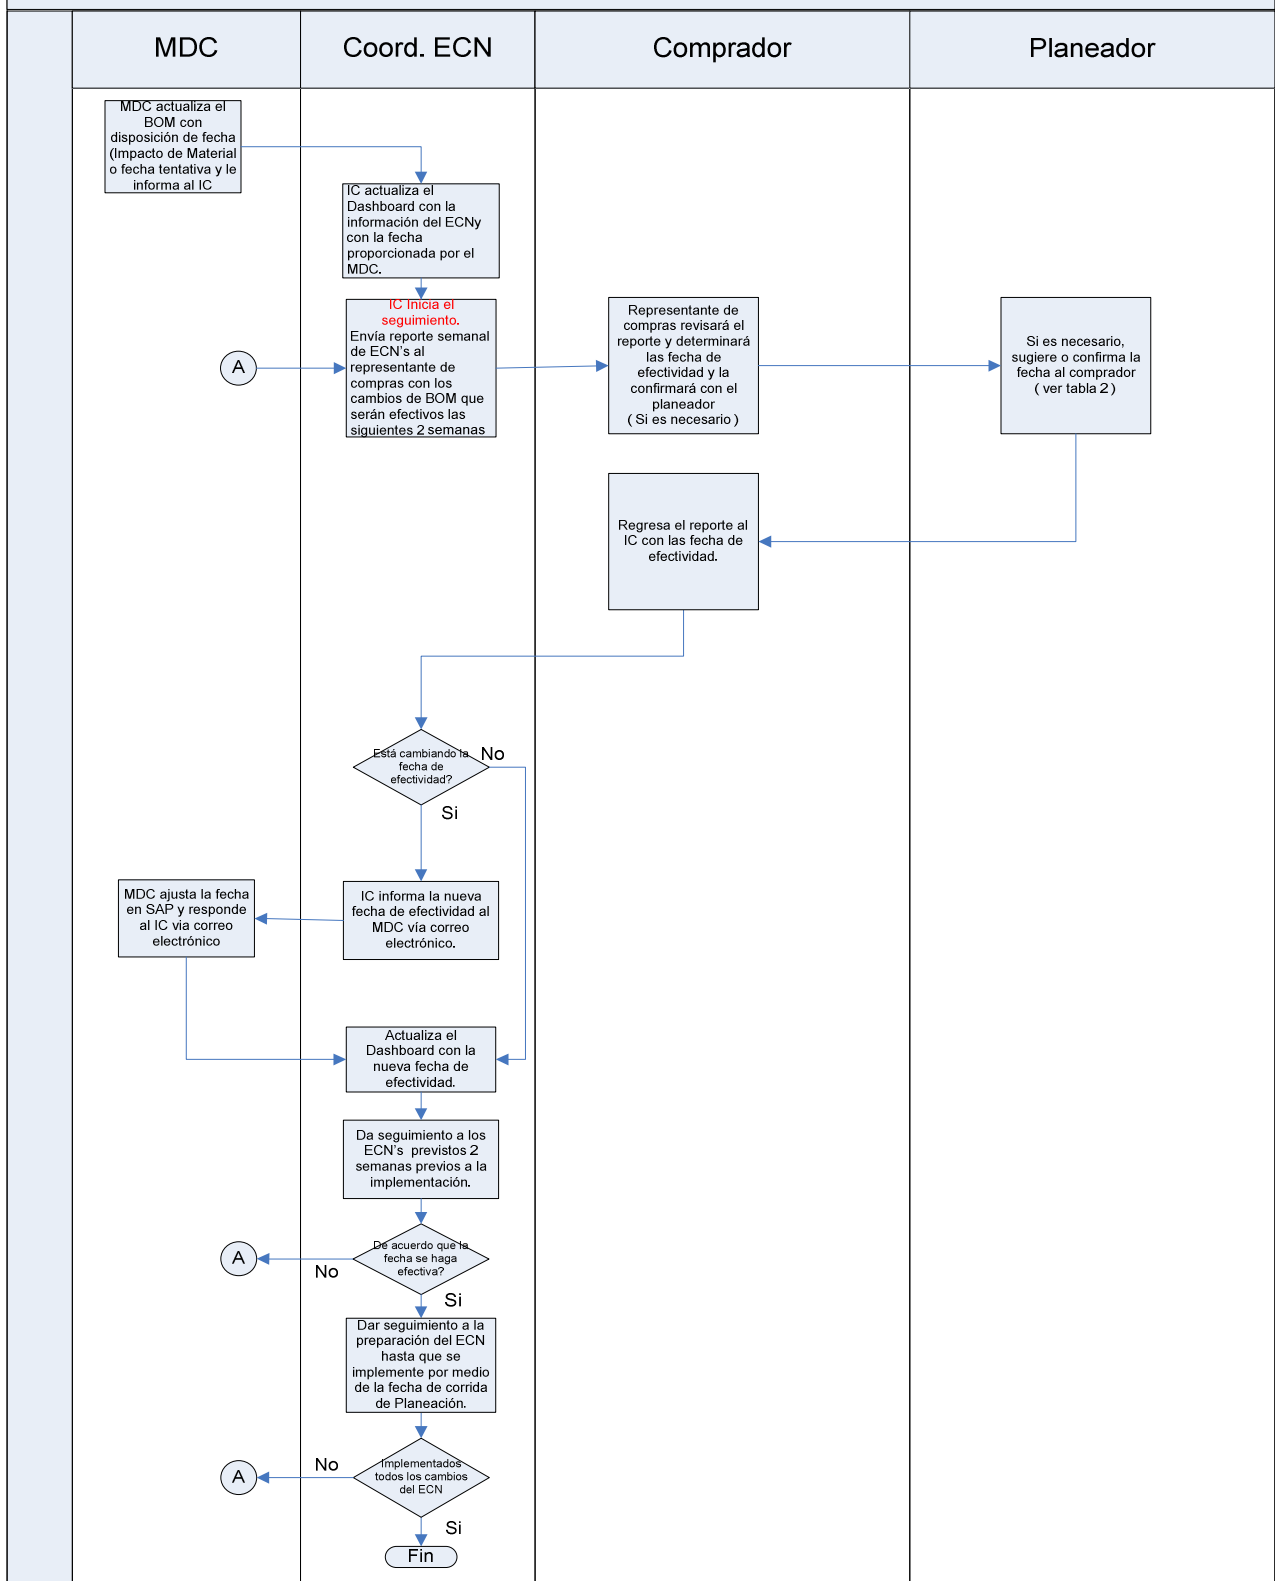 MDC
Coord. ECN
Comprador
Planeador
MDC actualiza el
BOM con
disposición de fecha
(Impacto de Material
o fecha tentativa y le
informa al IC
IC actualiza el
Dashboard con la
información del ECNy
con la fecha
proporcionada por el
MDC.
A
IC Inicia el
seguimiento.
Envía reporte semanal
de ECN's al
representante de
compras con los
cambios de BOM que
serán efectivos las
siguientes 2 semanas
Representante de
compras revisará el
reporte y determinará
las fecha de
efectividad y la
confirmará con el
planeador
( Si es necesario )
Si es necesario,
sugiere o confirma la
fecha al comprador
( ver tabla 2 )
Regresa el reporte al
IC con las fecha de
efectividad.
Está cambiando la
fecha de
efectividad?
No
Si
MDC ajusta la fecha
en SAP y responde
al IC via correo
electrónico
IC informa la nueva
fecha de efectividad al
MDC vía correo
electrónico.
Actualiza el
Dashboard con la
nueva fecha de
efectividad.
Da seguimiento a los
ECN's previstos 2
semanas previos a la
implementación.
A
De acuerdo que la
fecha se haga
efectiva?
No
Si
Dar seguimiento a la
preparación del ECN
hasta que se
implemente por medio
de la fecha de corrida
de Planeación.
A
No
Implementados
todos los cambios
del ECN
Si
Fin